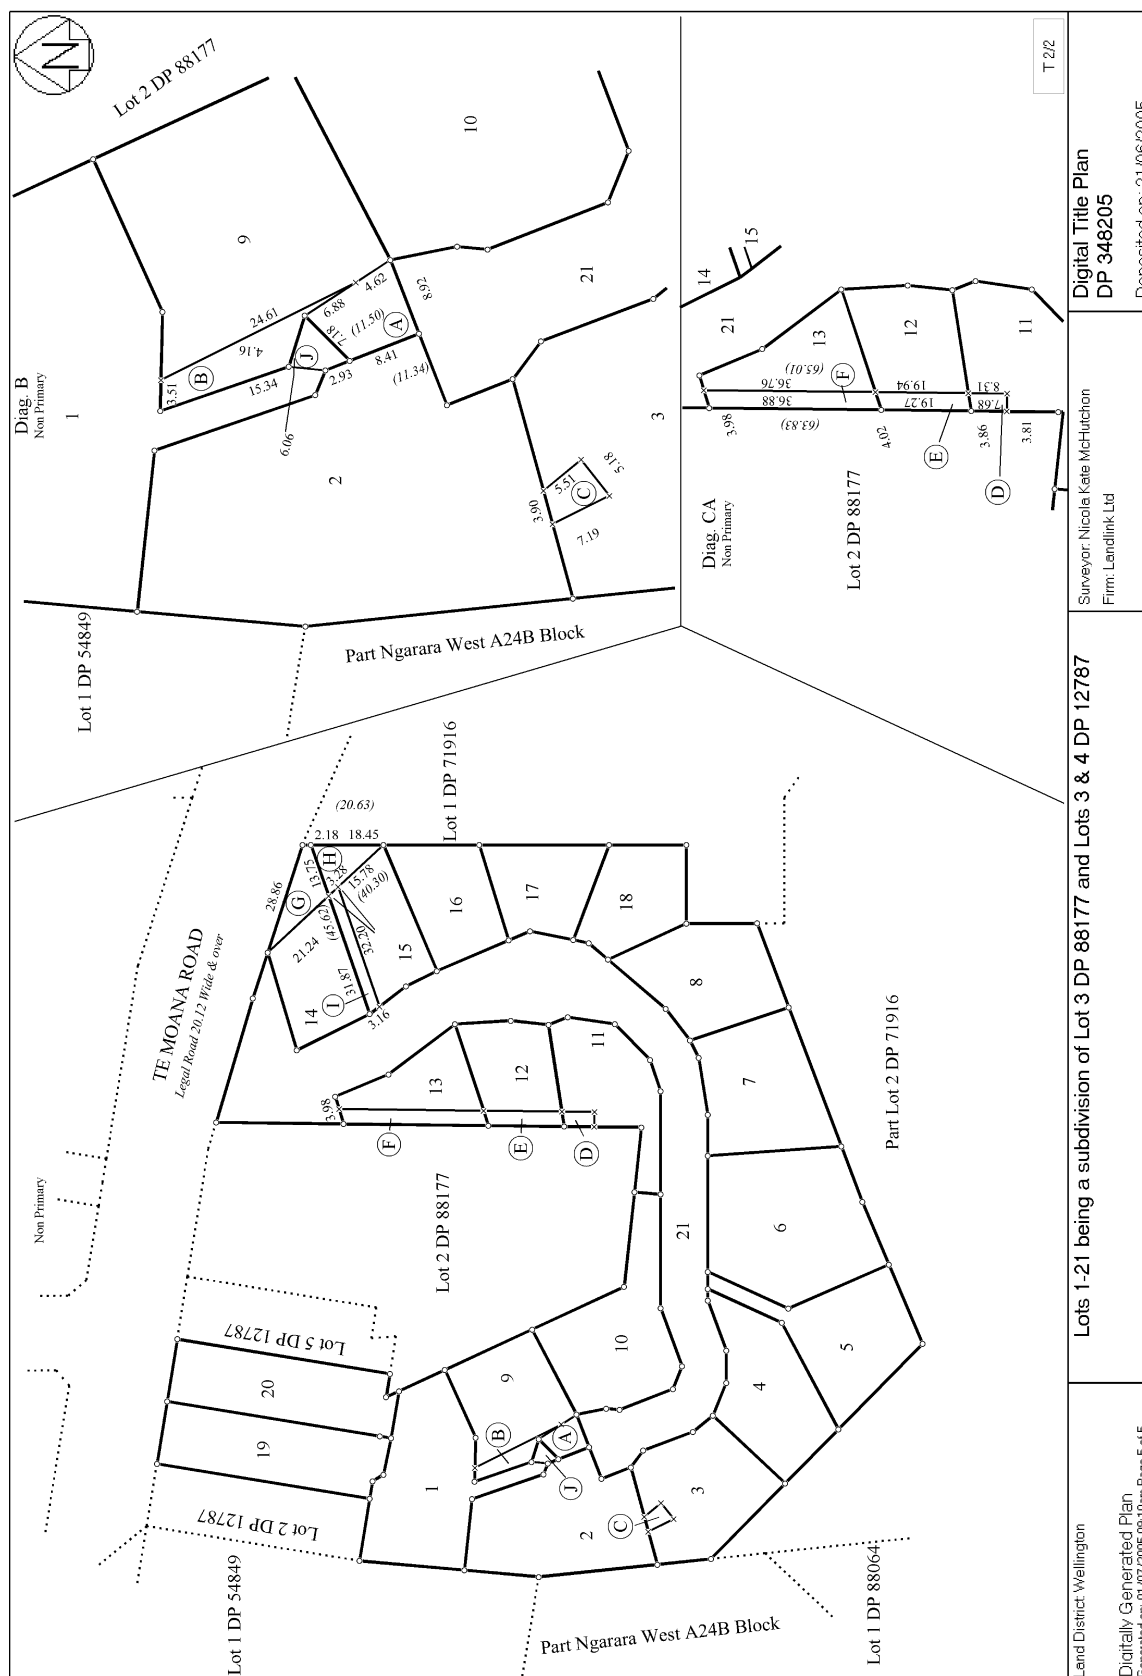 Diag. B
Non Primary
N
Lot 2 DP 88177
1
9
10
2
21
3
24.61
3.51
B
15.34
4.16
J
6.88
7.18
4.62
(11.50)
A
8.92
8.41
2.93
(11.34)
6.06
3.90
5.51
C
5.18
7.19
Lot 1 DP 54849
Part Ngarara West A24B Block
Diag. CA
Non Primary
Lot 2 DP 88177
14
15
21
13
12
11
3.98
36.76
36.88
(65.01)
(63.83)
F
4.02
19.94
19.27
E
8.31
7.68
3.86
3.81
D
T 2/2
Non Primary
TE MOANA ROAD
Legal Road 20.12 Wide & over
28.86
G
13.75
H
2.18
18.45
(20.63)
3.28
15.78
(40.30)
(45.62)
21.24
32.20
31.87
I
3.16
14
15
16
17
18
8
7
6
5
4
3
2
1
9
10
11
12
13
19
20
21
3.98
F
E
D
B
A
J
C
Lot 1 DP 71916
Part Lot 2 DP 71916
Lot 2 DP 88177
Lot 5 DP 12787
Lot 2 DP 12787
Lot 1 DP 54849
Part Ngarara West A24B Block
Lot 1 DP 88064
Land District: Wellington
Digitally Generated Plan
Lots 1-21 being a subdivision of Lot 3 DP 88177 and Lots 3 & 4 DP 12787
Surveyor: Nicola Kate McHutchon
Firm: Landlink Ltd
Digital Title Plan
DP 348205
Deposited on: 21/06/2005